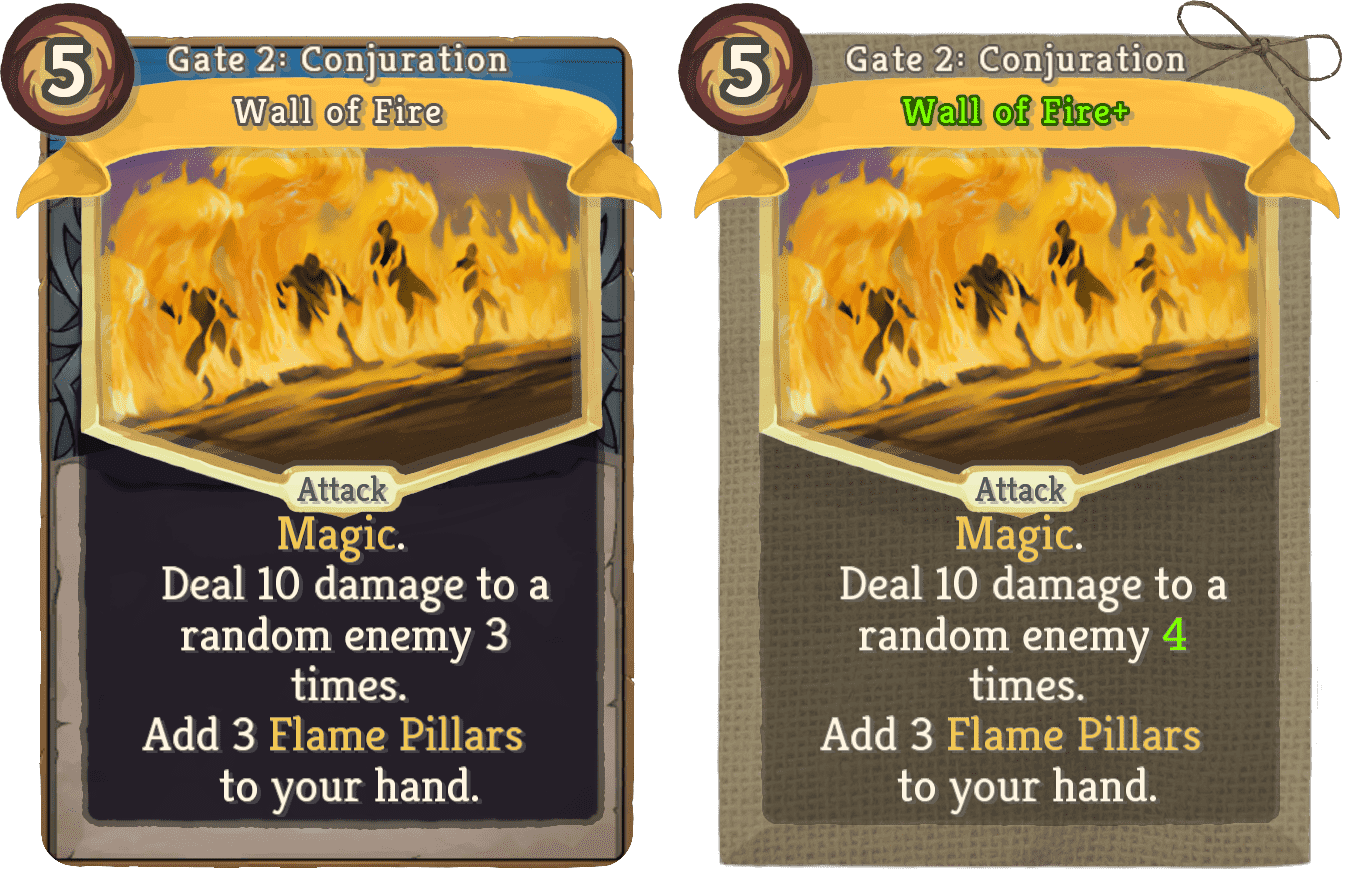 5
Gate 2: Conjuration
Wall of Fire
Attack
Magic.
Deal 10 damage to a
random enemy 3
times.
Add 3 Flame Pillars
to your hand.
5
Gate 2: Conjuration
Wall of Fire+
Attack
Magic.
Deal 10 damage to a
random enemy 4
times.
Add 3 Flame Pillars
to your hand.